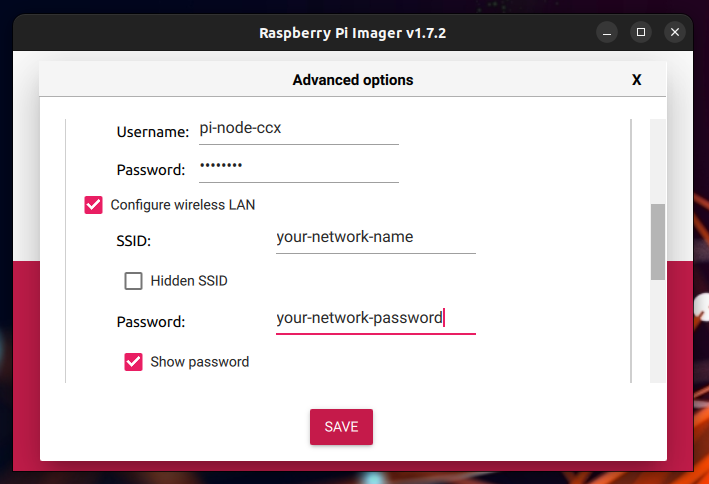 Raspberry Pi Imager v1.7.2
Advanced options X
Username: pi-node-ccx
Password: ••••••••
Configure wireless LAN
SSID: your-network-name
Hidden SSID
Password: your-network-password
Show password
SAVE